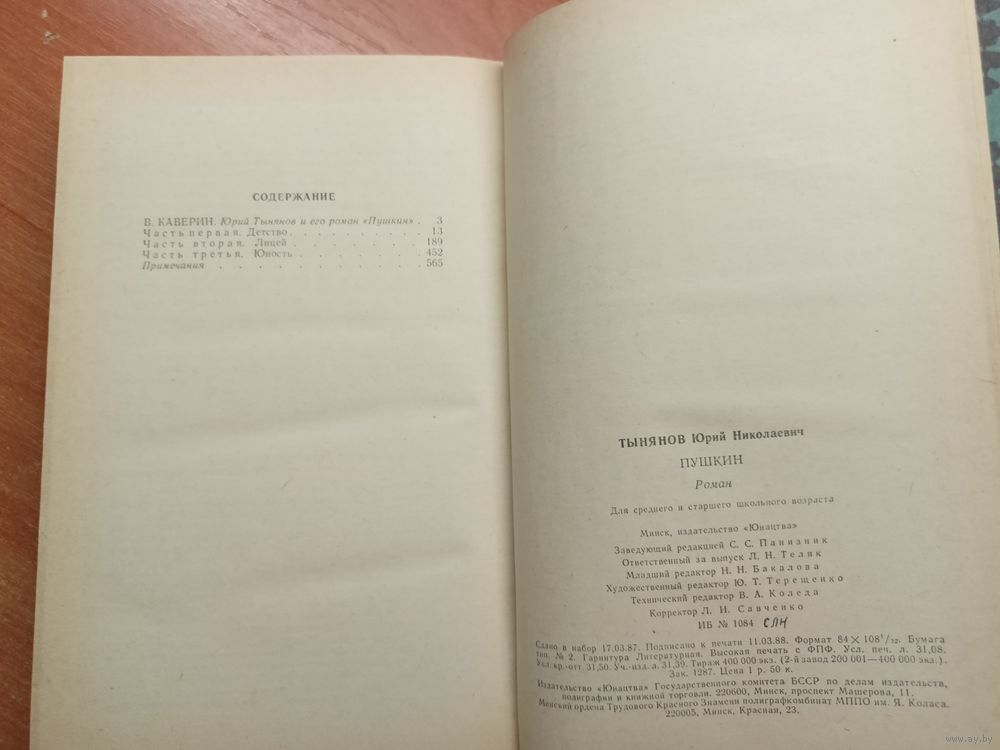 СОДЕРЖАНИЕ
В. КАВЕРИН. Юрий Тынянов и его роман «Пушкин» . 3
Часть первая. Детство . . . . . . . . . . 13
Часть вторая. Лицей . . . . . . . . . . 189
Часть третья. Юность . . . . . . . . . . 452
Примечания . . . . . . . . . . . . 565
ТЫНЯНОВ Юрий Николаевич
ПУШКИН
Роман
Для среднего и старшего школьного возраста
Минск, издательство «Юнацтва»
Заведующий редакцией С. С. Панизник
Ответственный за выпуск Л. Н. Теляк
Младший редактор Н. Н. Бакалова
Художественный редактор Ю. Т. Терещенко
Технический редактор В. А. Коледа
Корректор Л. И. Савченко
ИБ № 1084
Сдано в набор 17.03.87. Подписано к печати 11.03.88. Формат 84×108¹/₃₂. Бумага
тип. № 2. Гарнитура Литературная. Высокая печать с ФПФ. Усл. печ. л. 31,08.
Усл. кр.-отт. 31,50. Уч.-изд. л. 31,39. Тираж 400 000 экз. (2-й завод 200 001—400 000 экз.).
Зак. 1287. Цена 1 р. 50 к.
Издательство «Юнацтва» Государственного комитета БССР по делам издательств,
полиграфии и книжной торговли. 220600, Минск, проспект Машерова, 11.
Минский ордена Трудового Красного Знамени полиграфкомбинат МППО им. Я. Коласа.
220005, Минск, Красная, 23.
www.ay.by